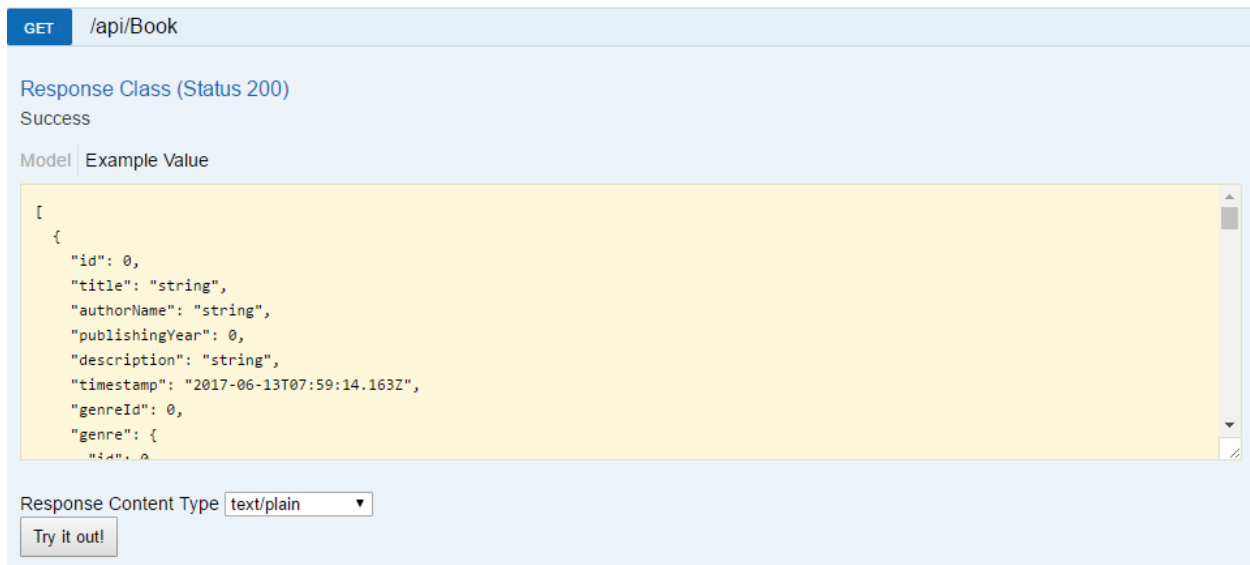 GET /api/Book
Response Class (Status 200)
Success
Model Example Value
[
  {
    "id": 0,
    "title": "string",
    "authorName": "string",
    "publishingYear": 0,
    "description": "string",
    "timestamp": "2017-06-13T07:59:14.163Z",
    "genreId": 0,
    "genre": {
      "id": 0
Response Content Type text/plain
Try it out!